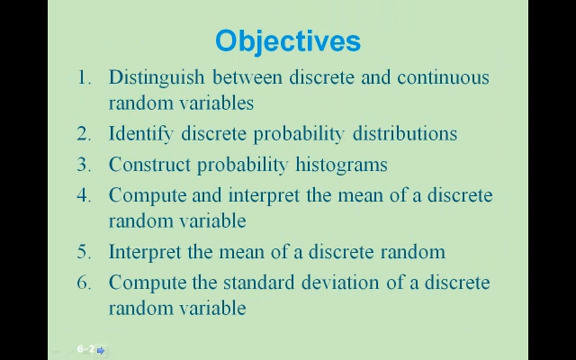 Objectives
1. Distinguish between discrete and continuous
random variables
2. Identify discrete probability distributions
3. Construct probability histograms
4. Compute and interpret the mean of a discrete
random variable
5. Interpret the mean of a discrete random
6. Compute the standard deviation of a discrete
random variable
6-2